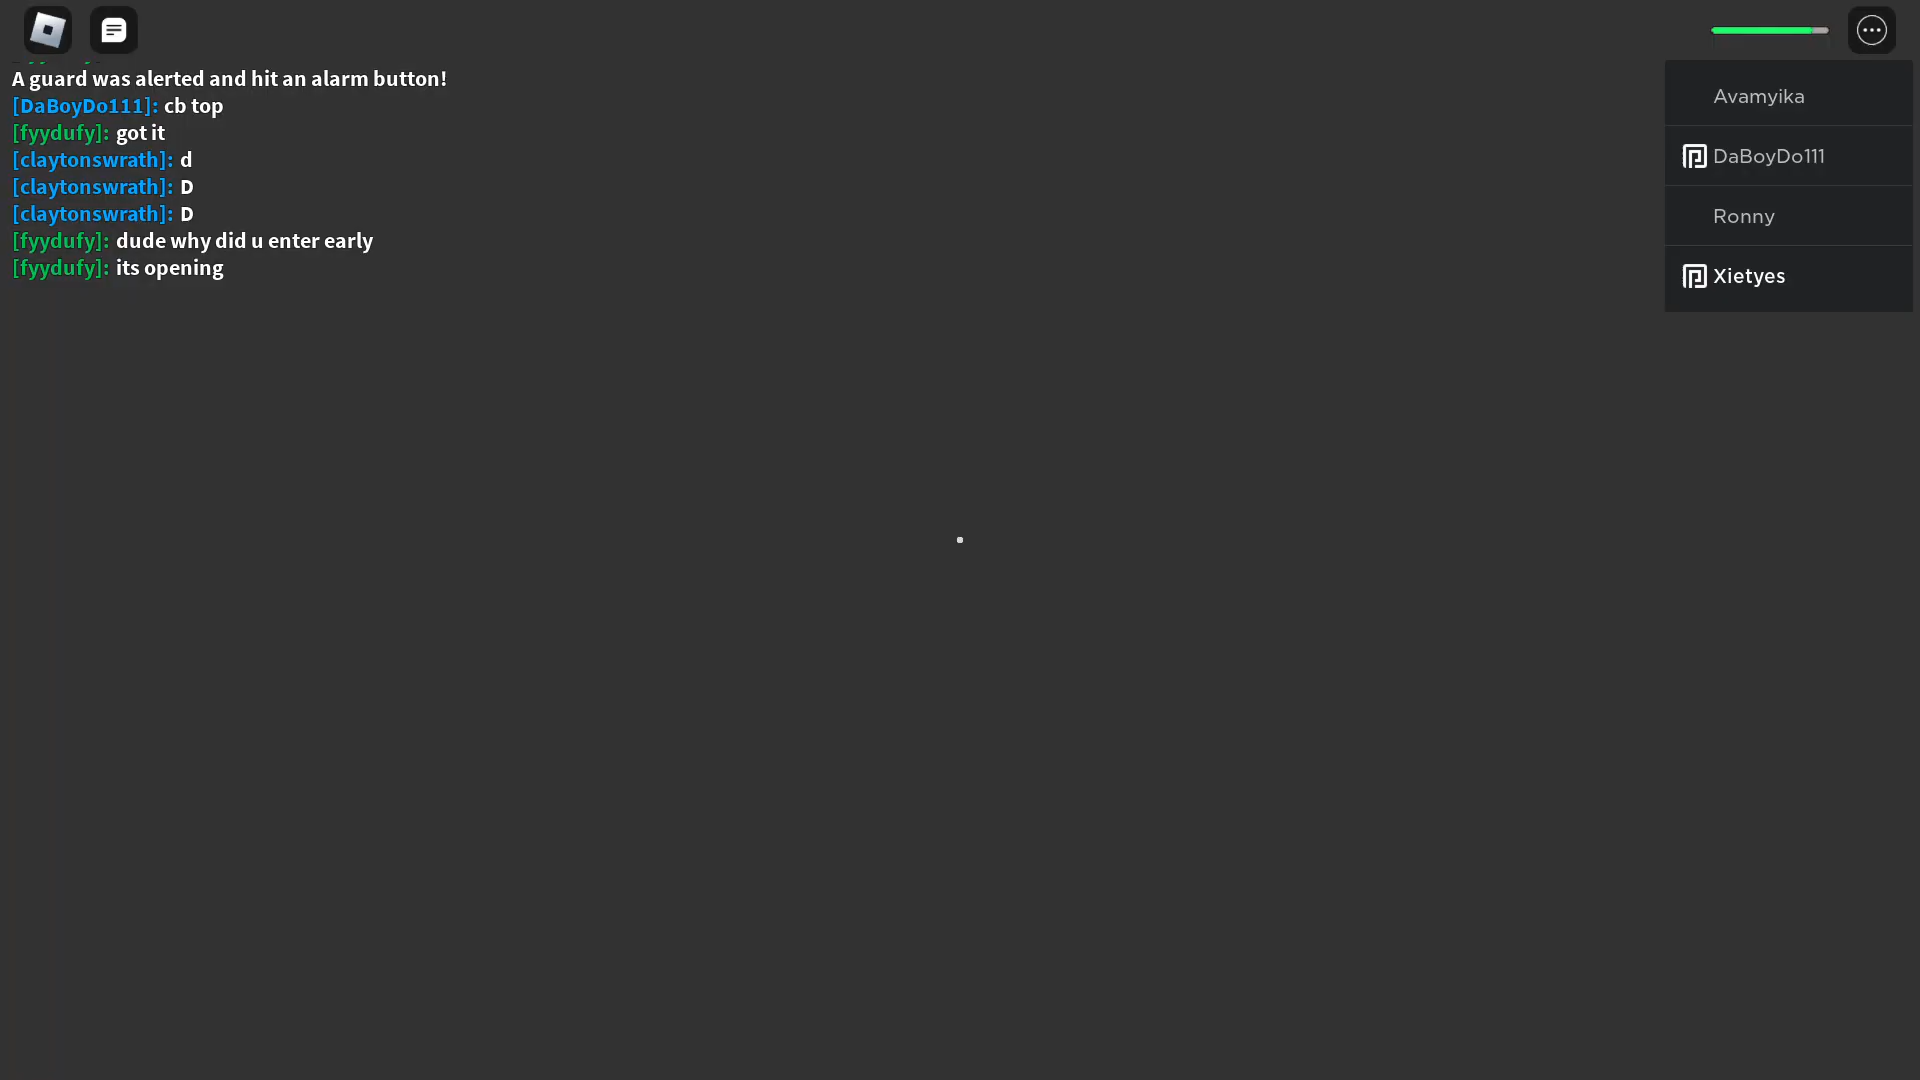 A guard was alerted and hit an alarm button!
[DaBoyDo111]: cb top
[fyydufy]: got it
[claytonswrath]: d
[claytonswrath]: D
[claytonswrath]: D
[fyydufy]: dude why did u enter early
[fyydufy]: its opening
Avamyika
DaBoyDo111
Ronny
Xietyes